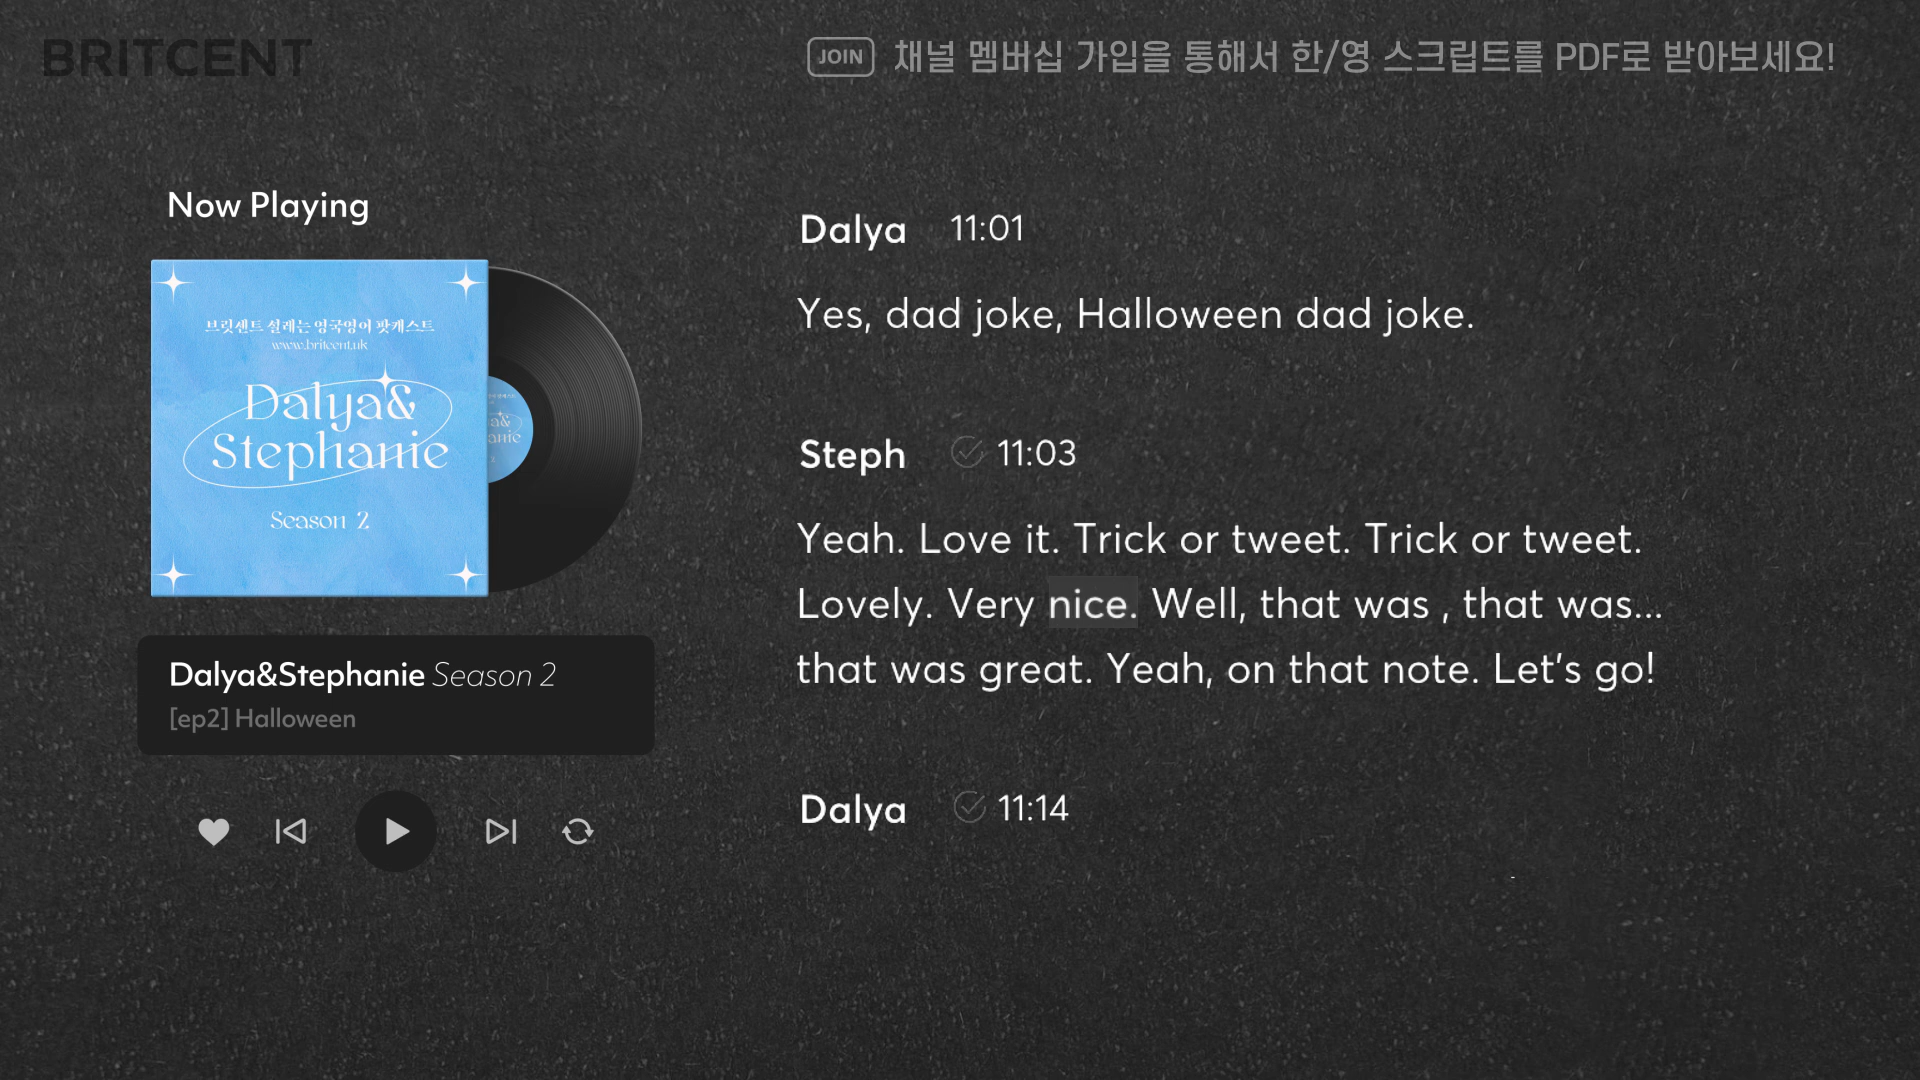 BRITCENT
JOIN 채널 멤버십 가입을 통해서 한/영 스크립트를 PDF로 받아보세요!
Now Playing
브릿센트 설레는 영국영어 팟캐스트
www.britcent.uk
Dalya&
Stephanie
Season 2
Dalya&Stephanie Season 2
[ep2] Halloween
Dalya 11:01
Yes, dad joke, Halloween dad joke.
Steph 11:03
Yeah. Love it. Trick or tweet. Trick or tweet.
Lovely. Very nice. Well, that was , that was...
that was great. Yeah, on that note. Let's go!
Dalya 11:14